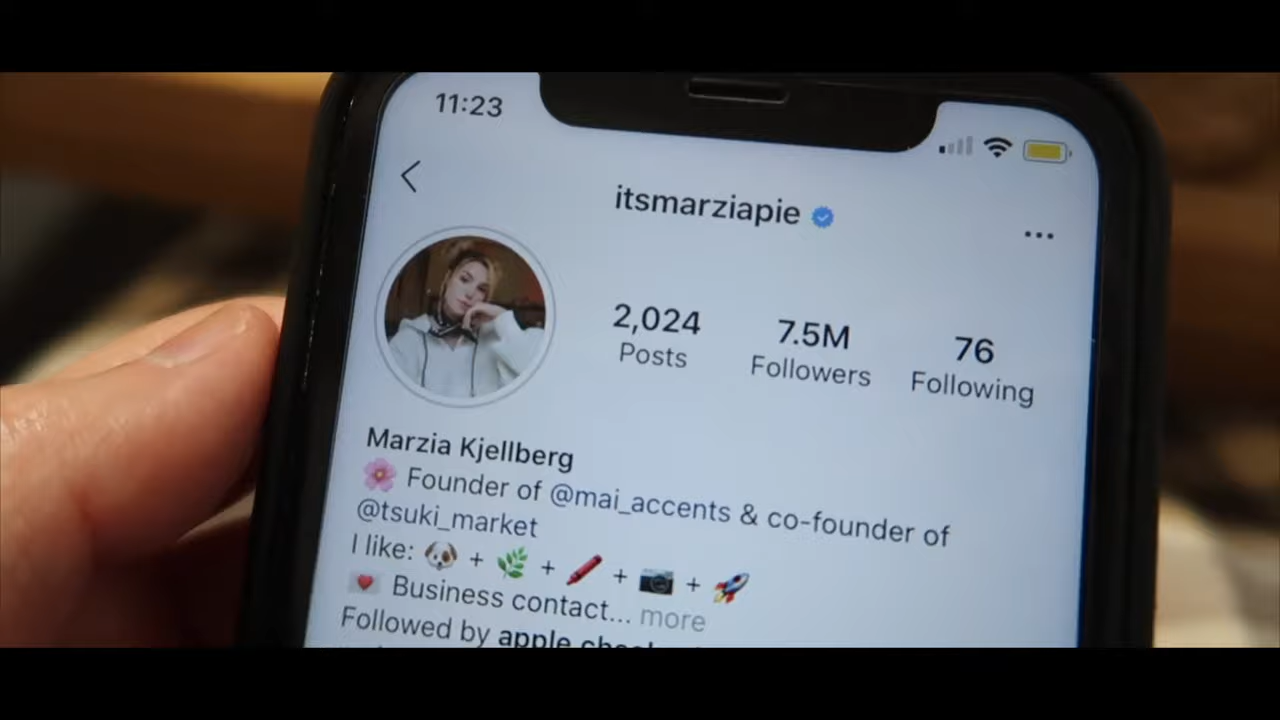 11:23
itsmarziapie
2,024
Posts
7.5M
Followers
76
Following
Marzia Kjellberg
🌸 Founder of @mai_accents & co-founder of
@tsuki_market
I like: 🐶 + 🌿 + 🖍️ + 📷 + 🚀
💌 Business contact... more
Followed by apple